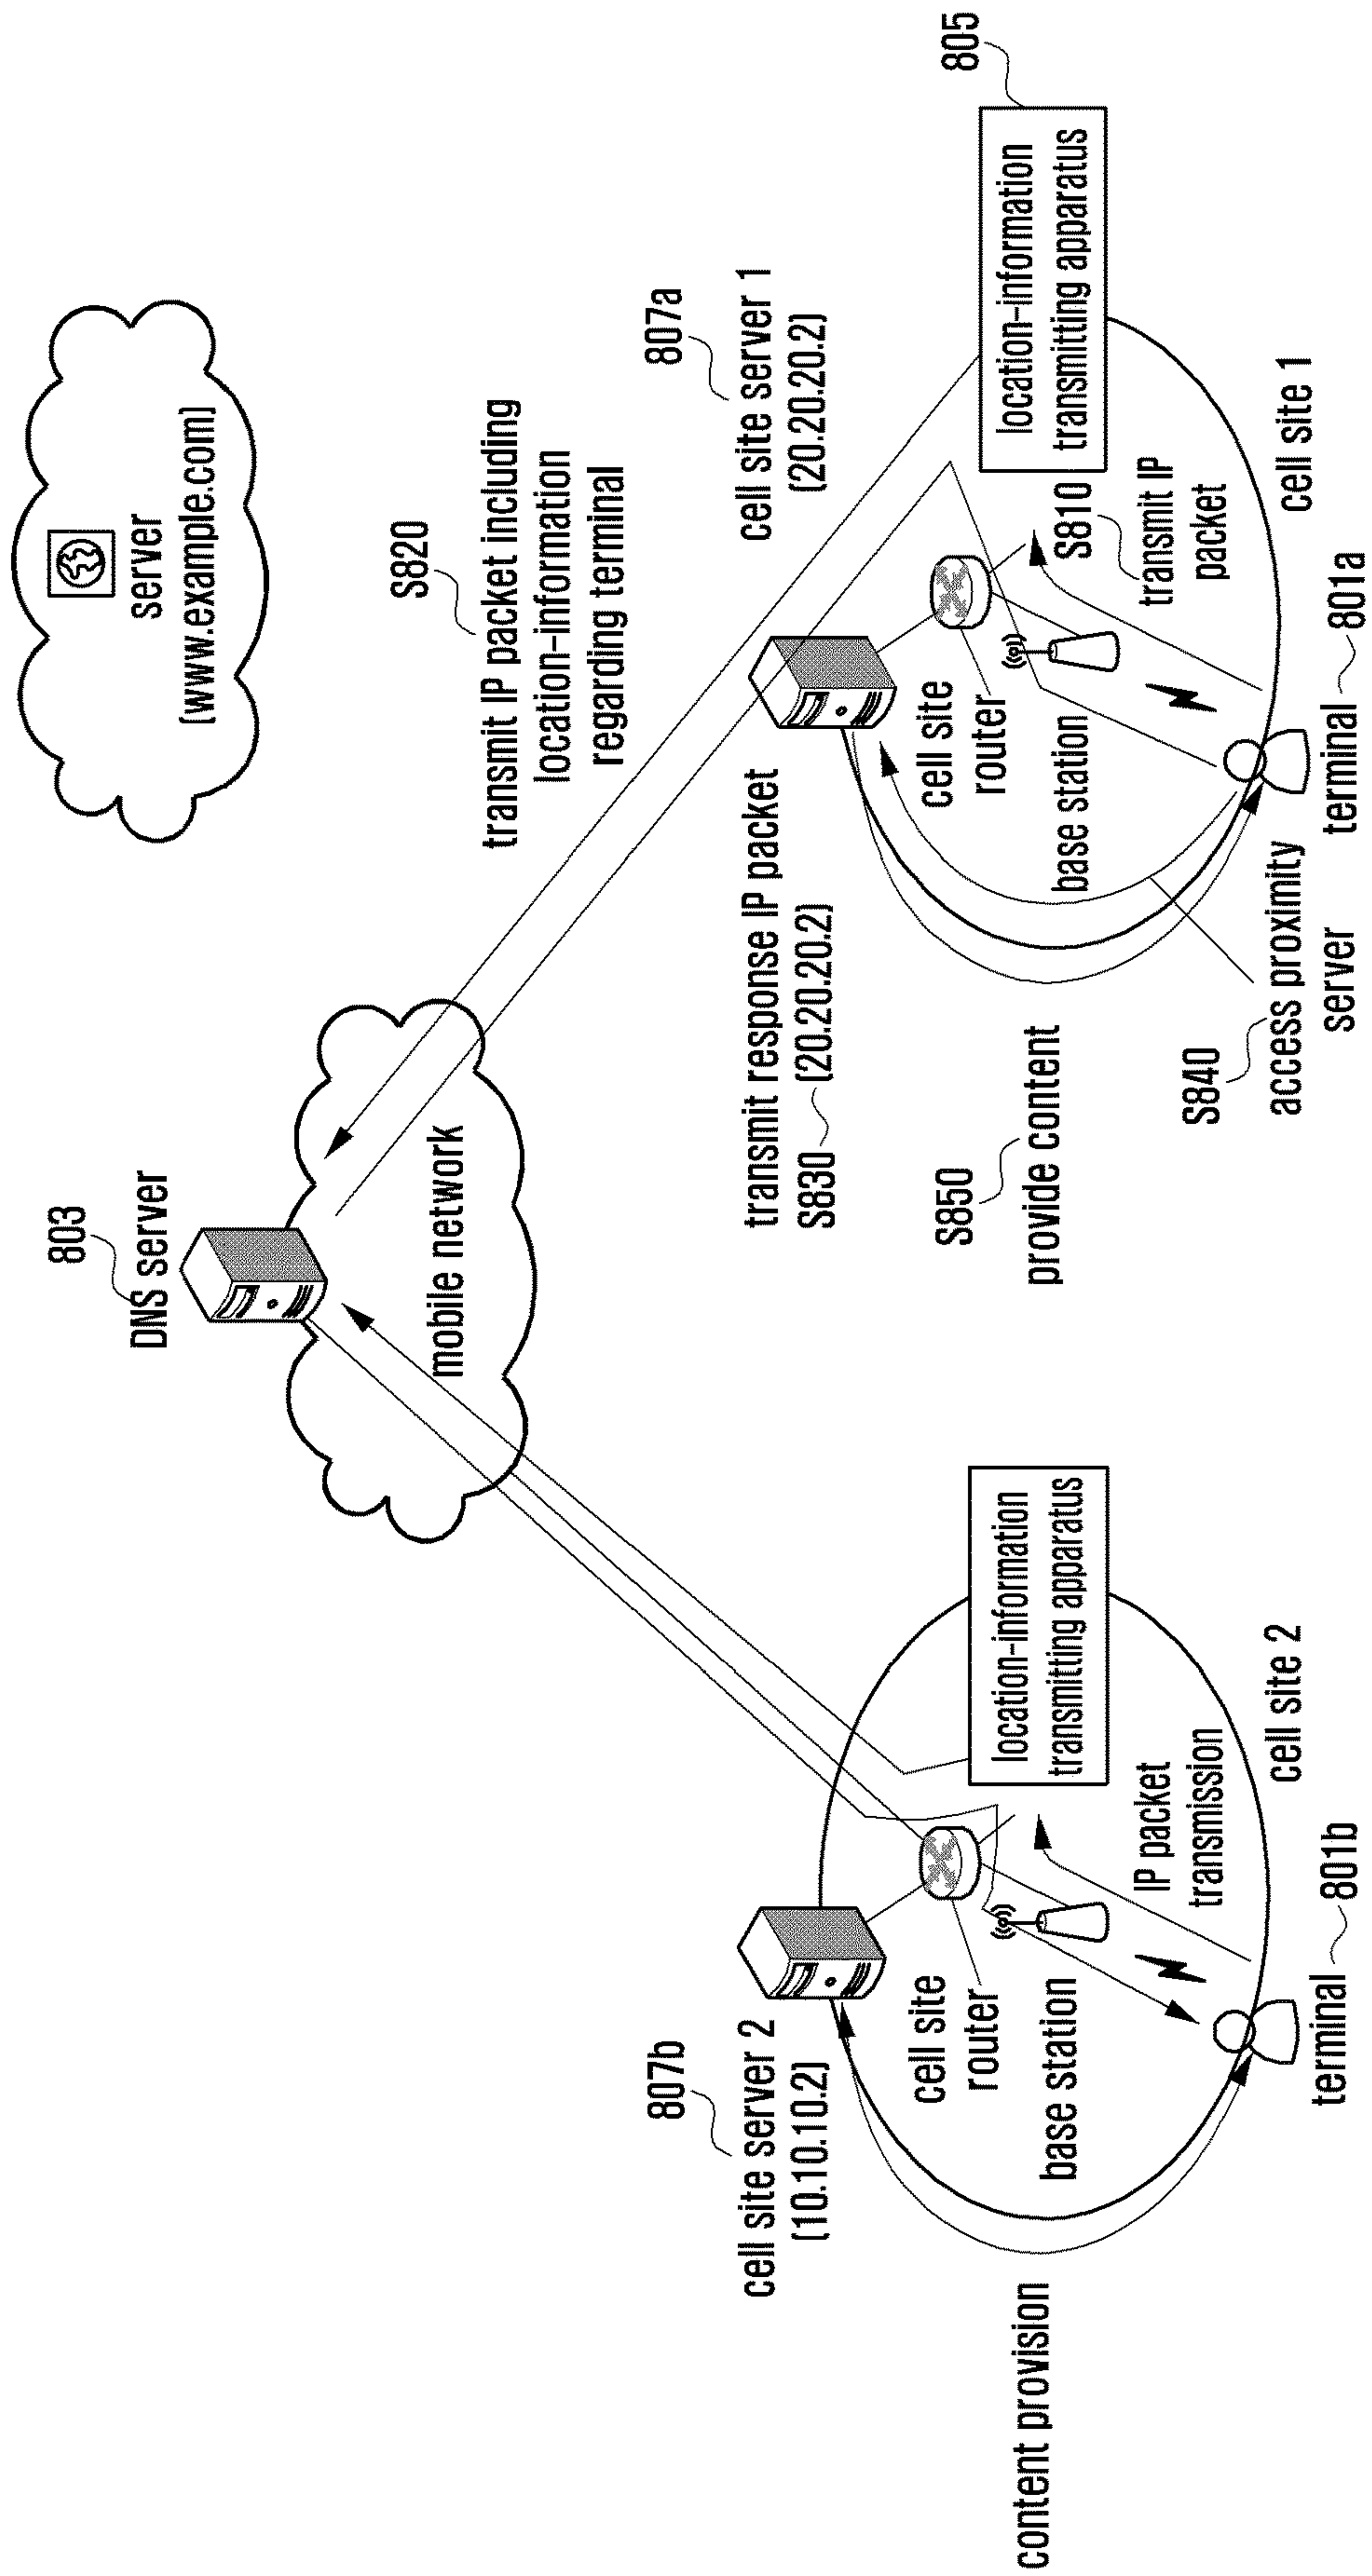 server
(www.example.com)
803
DNS server
mobile network
S820
transmit IP packet including
location-information
regarding terminal
807b
cell site server 2
(10.10.10.2)
cell site
router
base station
location-information
transmitting apparatus
IP packet
transmission
cell site 2
terminal
801b
content provision
transmit response IP packet
S830 (20.20.20.2)
S850
provide content
807a
cell site server 1
(20.20.20.2)
cell site
router
base station
805
location-information
transmitting apparatus
S810
transmit IP
packet
cell site 1
terminal
801a
S840
access proximity
server